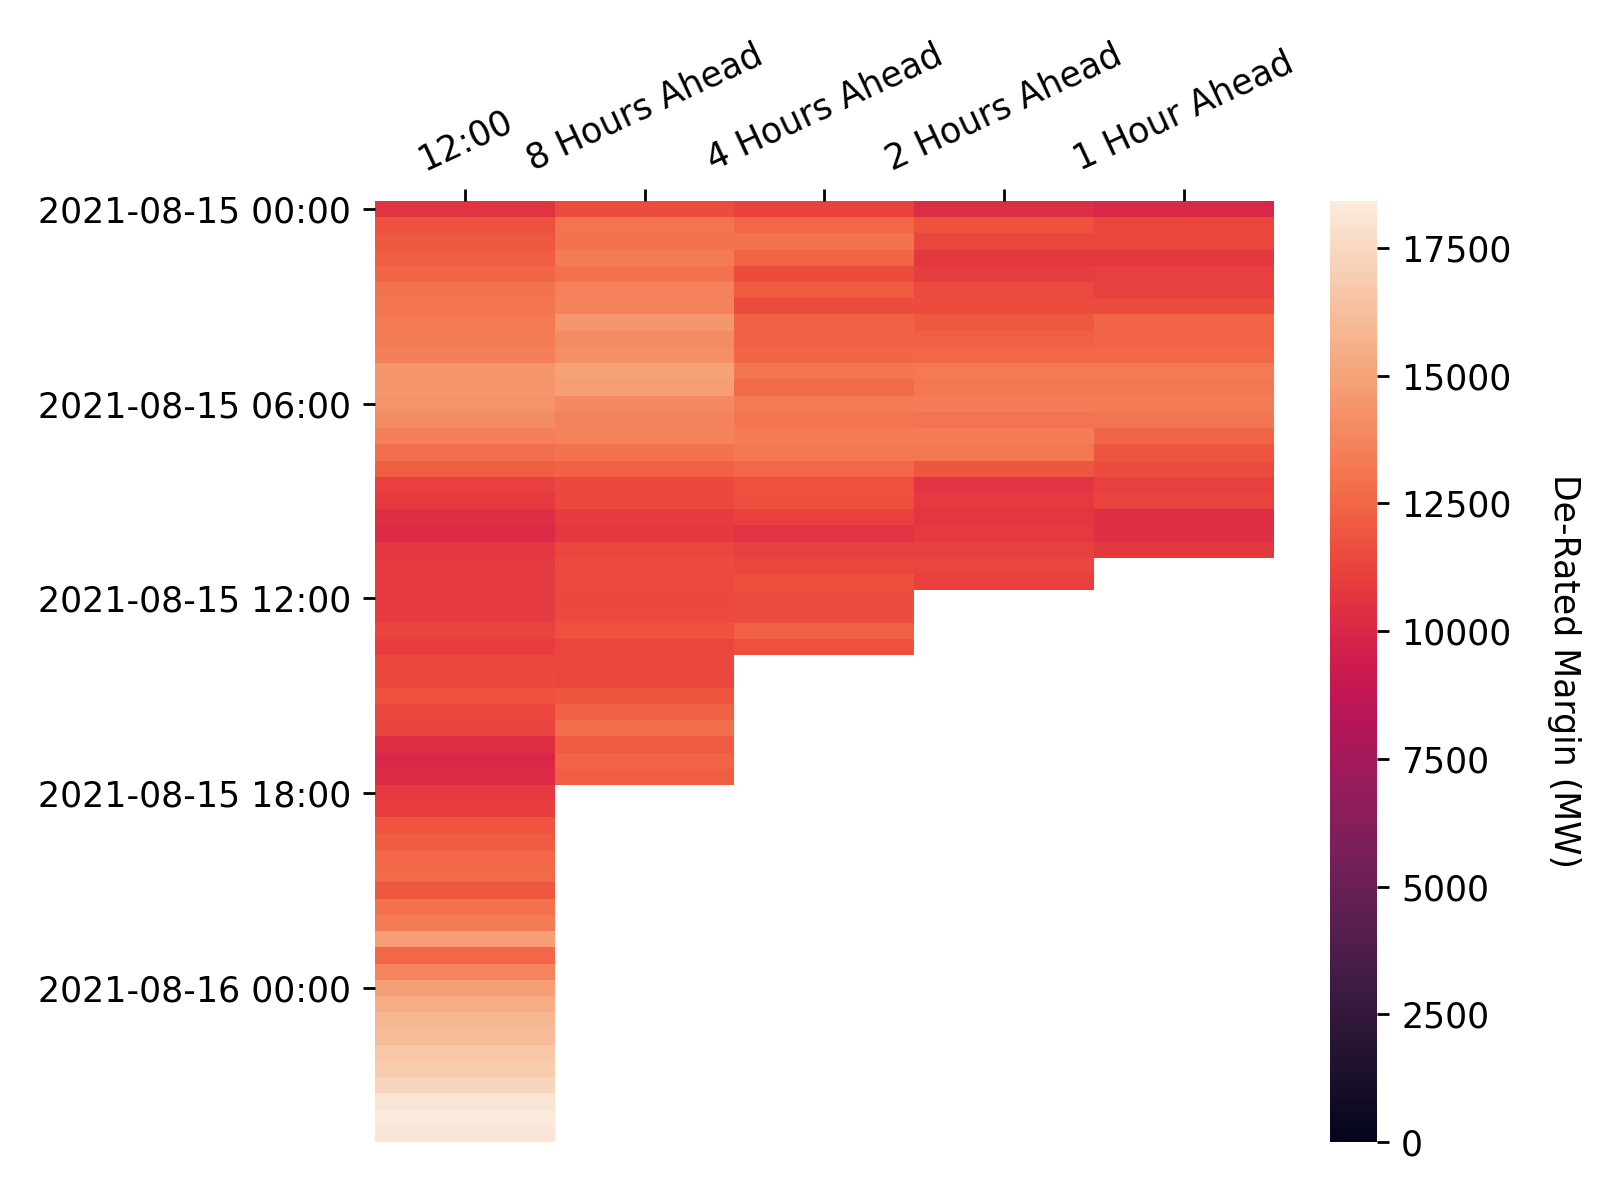 12:00
8 Hours Ahead
4 Hours Ahead
2 Hours Ahead
1 Hour Ahead
2021-08-15 00:00
2021-08-15 06:00
2021-08-15 12:00
2021-08-15 18:00
2021-08-16 00:00
17500
15000
12500
10000
7500
5000
2500
0
De-Rated Margin (MW)